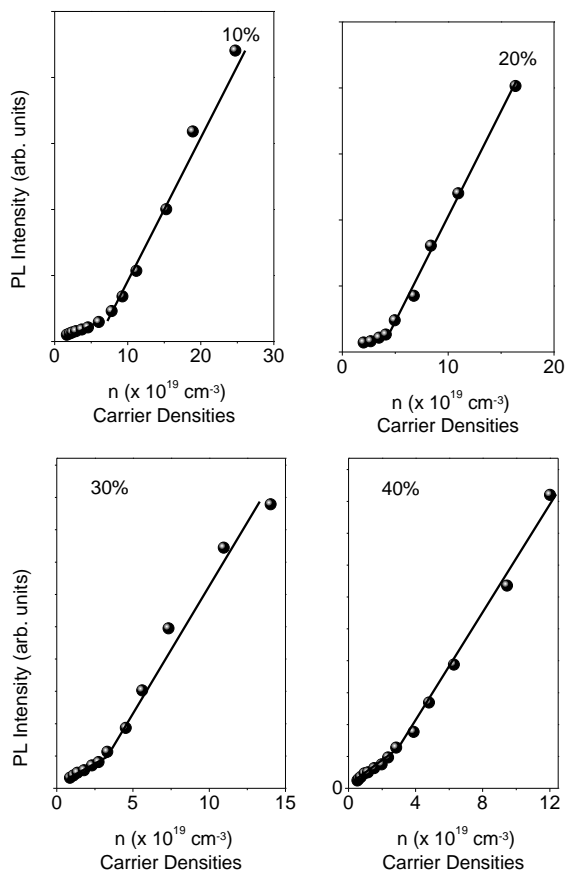 10%
20%
PL Intensity (arb. units)
0 10 20 30
0 10 20
n (x 10¹⁹ cm⁻³)
Carrier Densities
n (x 10¹⁹ cm⁻³)
Carrier Densities
30%
40%
PL Intensity (arb. units)
0
0 5 10 15
0 4 8 12
n (x 10¹⁹ cm⁻³)
Carrier Densities
n (x 10¹⁹ cm⁻³)
Carrier Densities